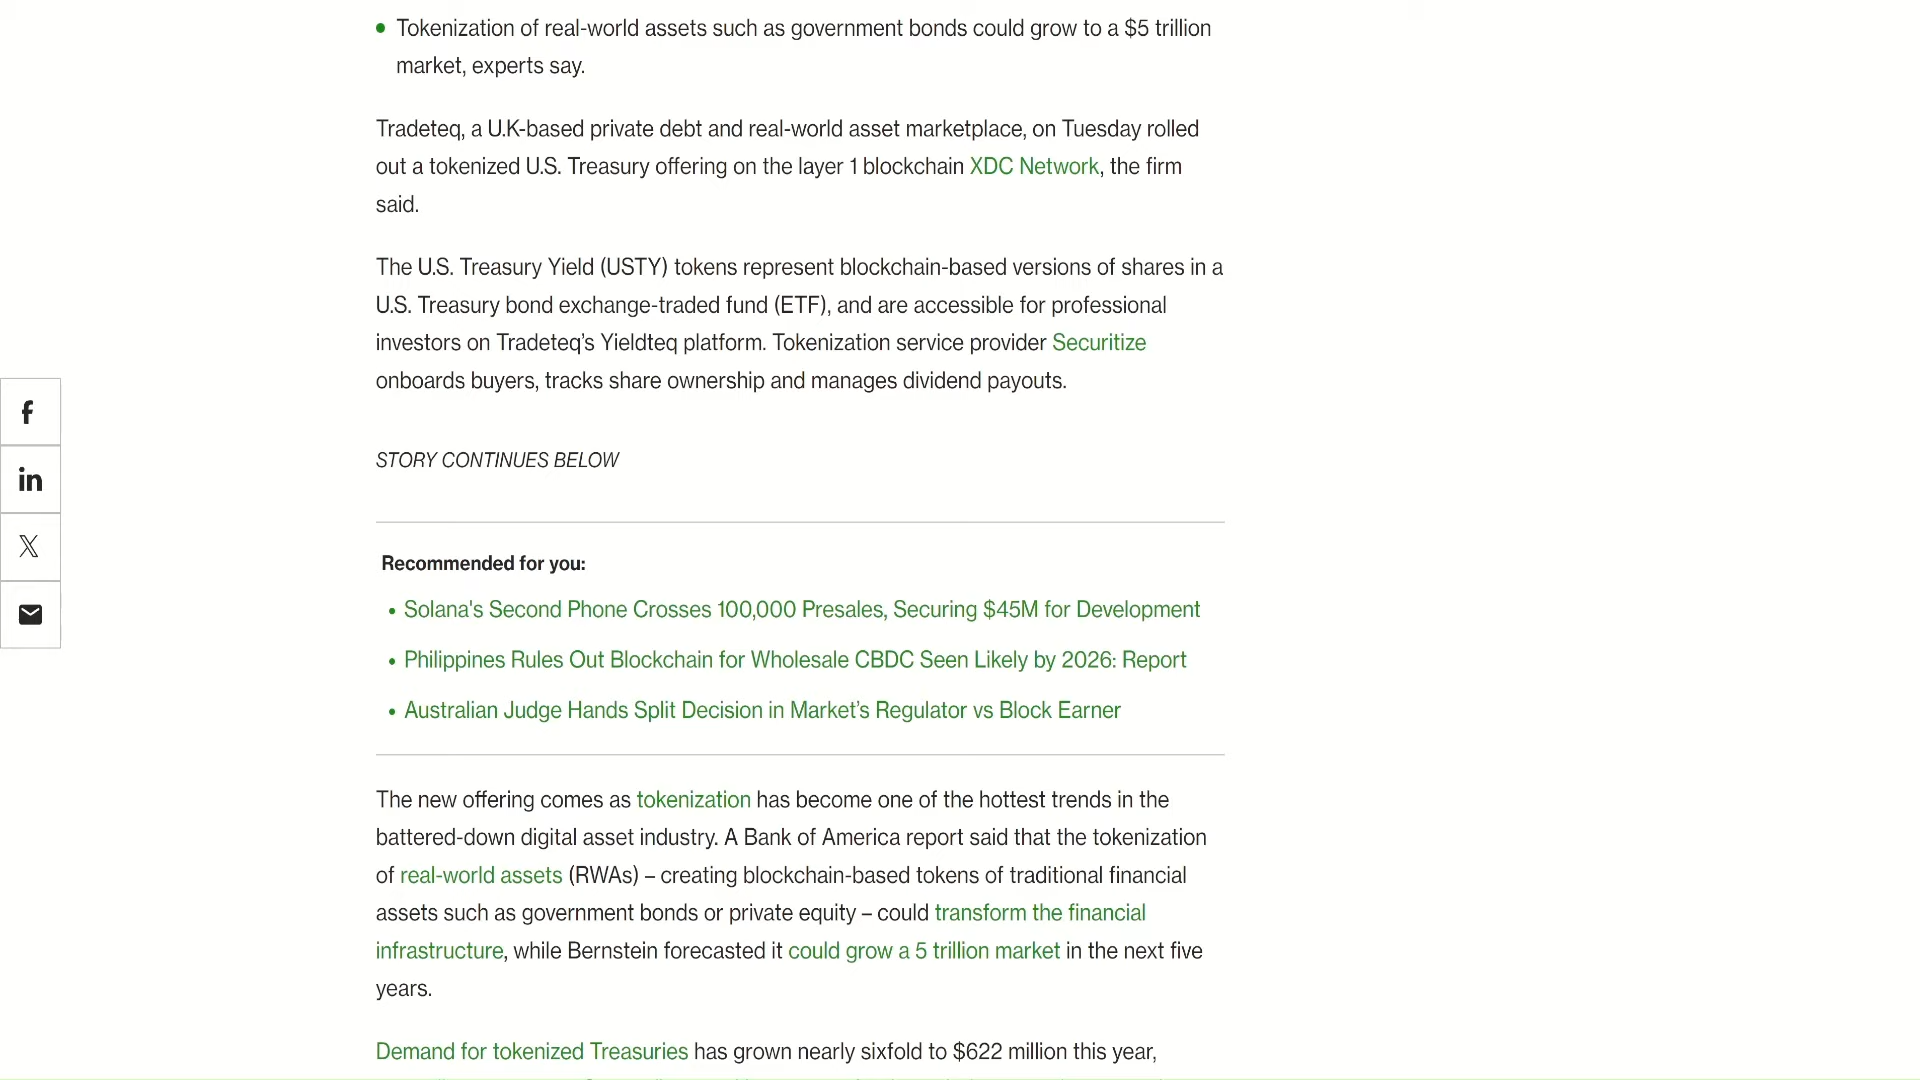 Tokenization of real-world assets such as government bonds could grow to a $5 trillion
market, experts say.
Tradeteq, a U.K-based private debt and real-world asset marketplace, on Tuesday rolled
out a tokenized U.S. Treasury offering on the layer 1 blockchain XDC Network, the firm
said.
The U.S. Treasury Yield (USTY) tokens represent blockchain-based versions of shares in a
U.S. Treasury bond exchange-traded fund (ETF), and are accessible for professional
investors on Tradeteq’s Yieldteq platform. Tokenization service provider Securitize
onboards buyers, tracks share ownership and manages dividend payouts.
STORY CONTINUES BELOW
Recommended for you:
• Solana's Second Phone Crosses 100,000 Presales, Securing $45M for Development
• Philippines Rules Out Blockchain for Wholesale CBDC Seen Likely by 2026: Report
• Australian Judge Hands Split Decision in Market’s Regulator vs Block Earner
The new offering comes as tokenization has become one of the hottest trends in the
battered-down digital asset industry. A Bank of America report said that the tokenization
of real-world assets (RWAs) – creating blockchain-based tokens of traditional financial
assets such as government bonds or private equity – could transform the financial
infrastructure, while Bernstein forecasted it could grow a 5 trillion market in the next five
years.
Demand for tokenized Treasuries has grown nearly sixfold to $622 million this year,